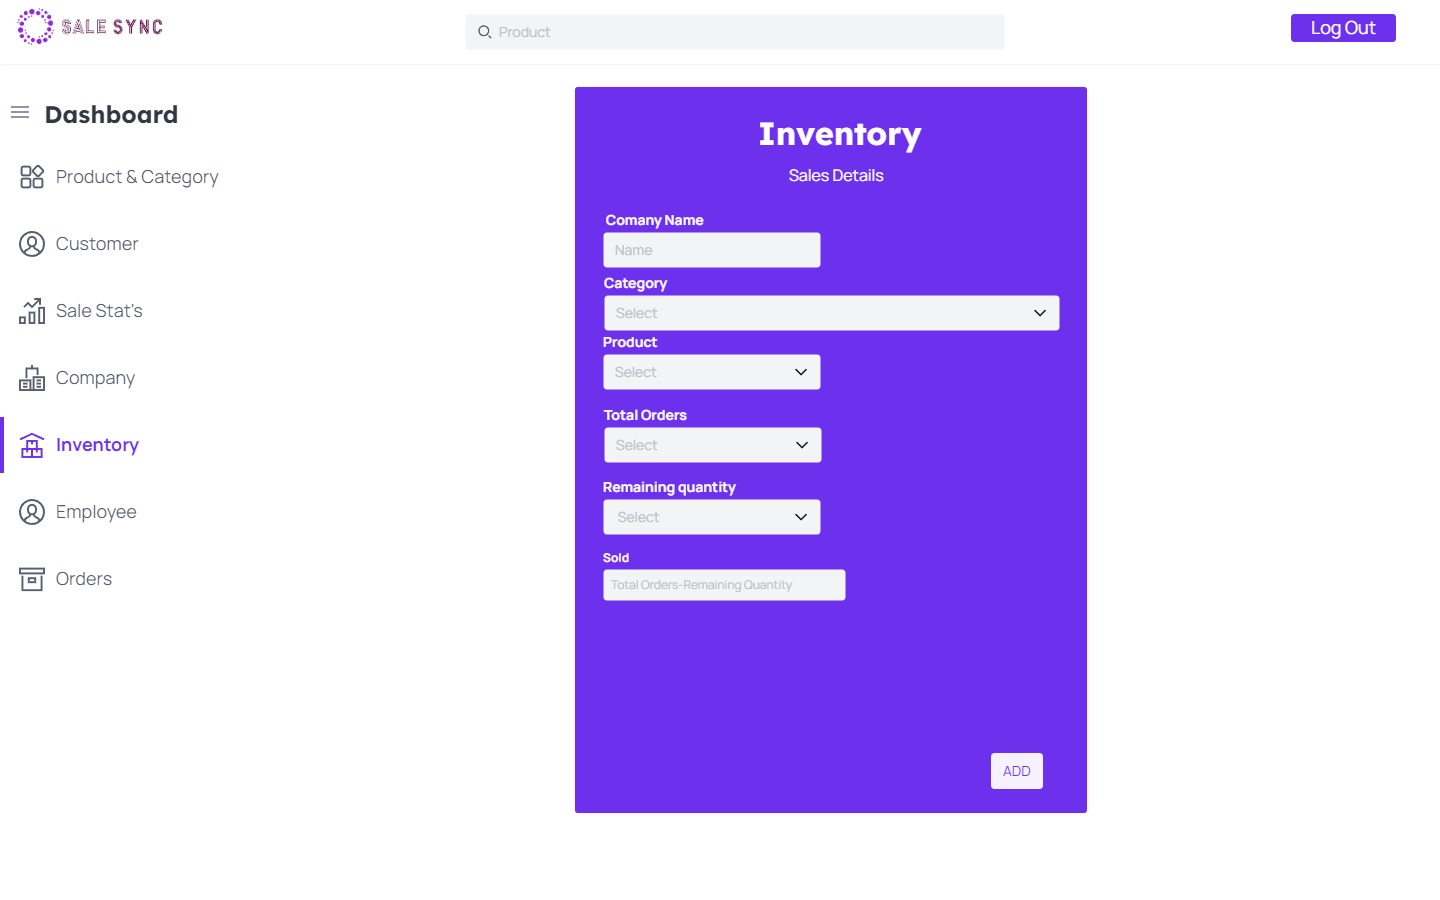 SALE SYNC
Product
Log Out
Dashboard
Product & Category
Customer
Sale Stat's
Company
Inventory
Employee
Orders
Inventory
Sales Details
Comany Name
Name
Category
Select
Product
Select
Total Orders
Select
Remaining quantity
Select
Sold
Total Orders-Remaining Quantity
ADD